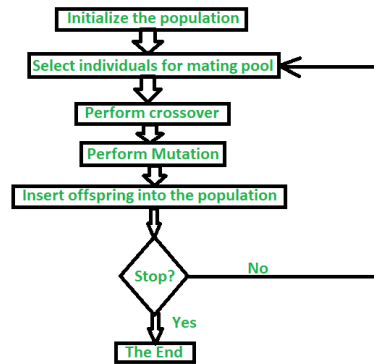 Initialize the population
Select individuals for mating pool
Perform crossover
Perform Mutation
Insert offspring into the population
Stop?
No
Yes
The End